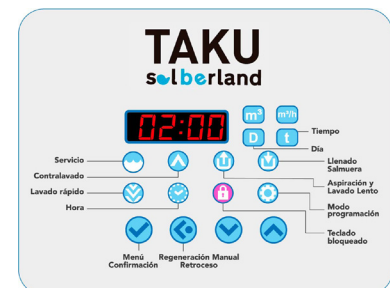 TAKU
solberland
02:00
m³ m³/h
D t
Tiempo
Día
Servicio
Contralavado
Lavado rápido
Hora
Llenado
Salmuera
Aspiración y
Lavado Lento
Modo
programación
Teclado
bloqueado
Menú
Confirmación
Regeneración Manual
Retroceso